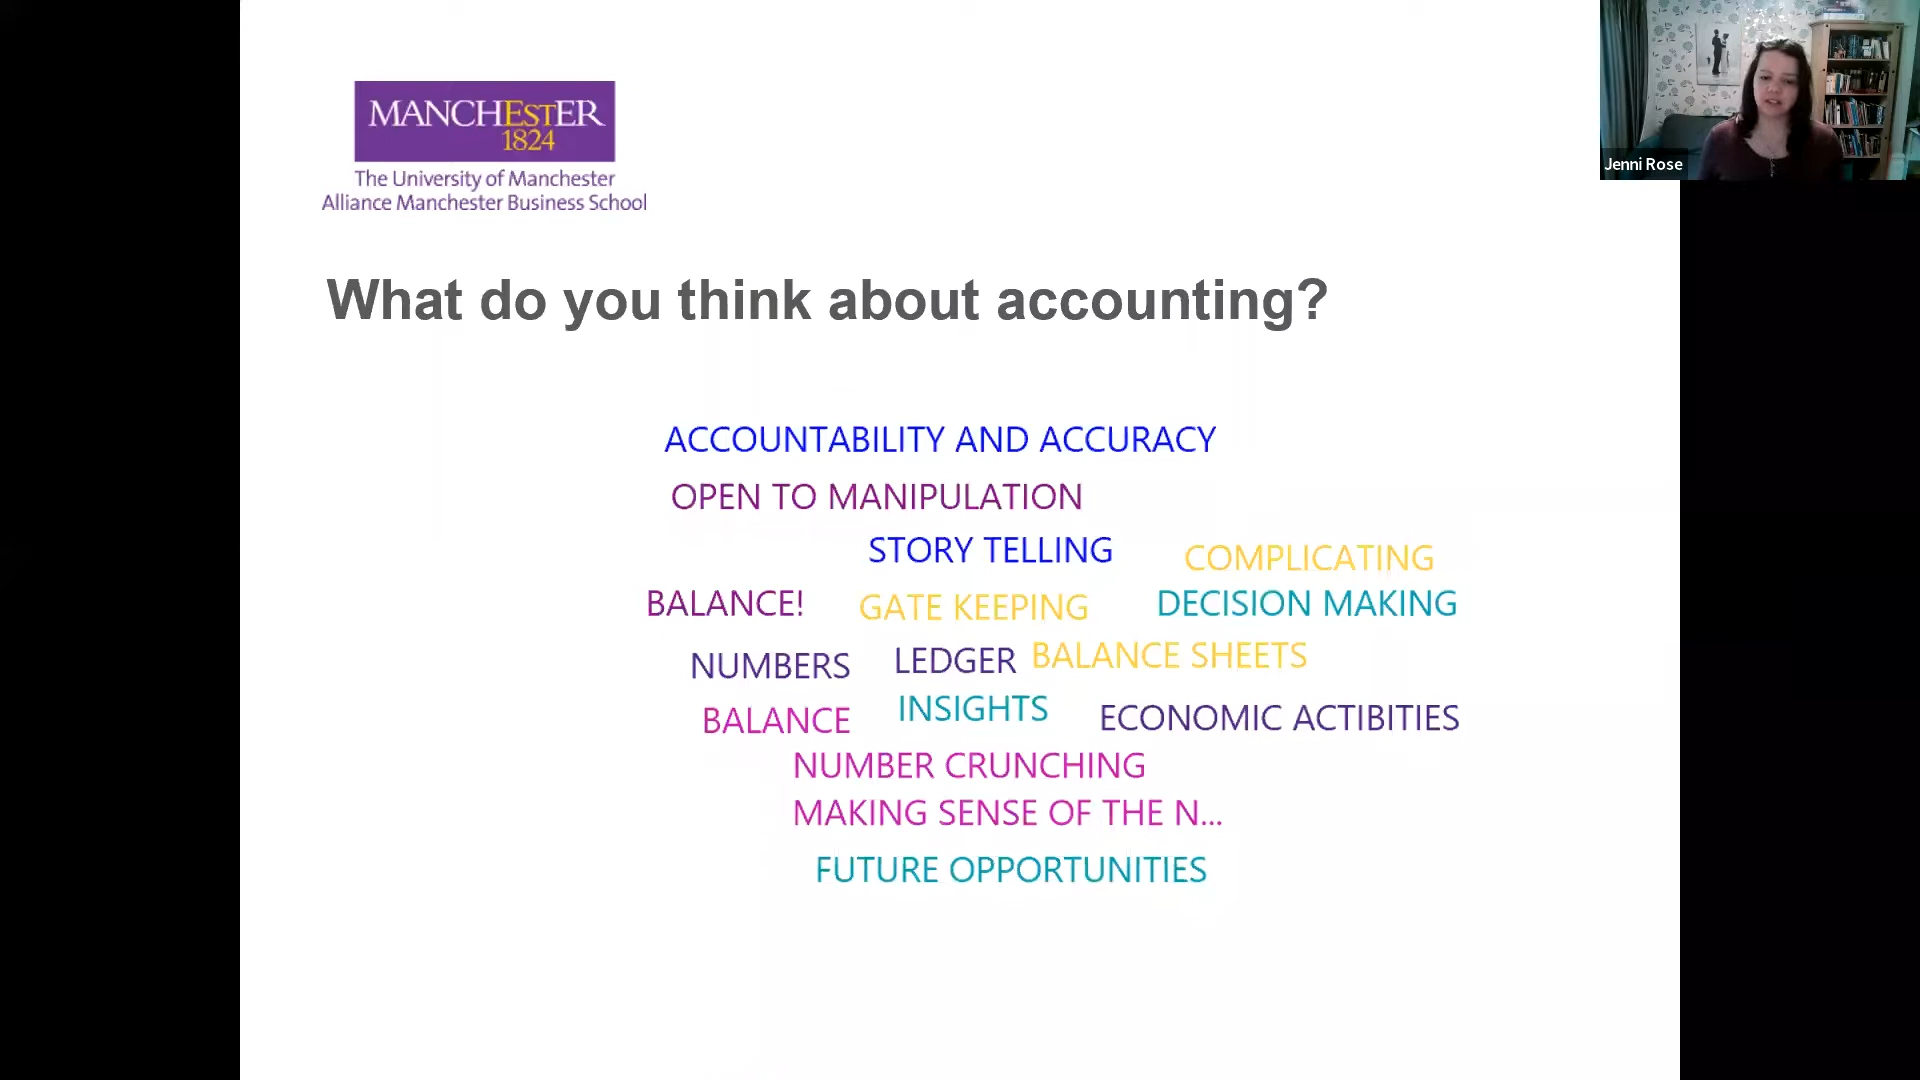 MANCHESTER
1824
The University of Manchester
Alliance Manchester Business School
Jenni Rose
What do you think about accounting?
ACCOUNTABILITY AND ACCURACY
OPEN TO MANIPULATION
STORY TELLING
COMPLICATING
BALANCE!
GATE KEEPING
DECISION MAKING
NUMBERS
LEDGER
BALANCE SHEETS
BALANCE
INSIGHTS
ECONOMIC ACTIBITIES
NUMBER CRUNCHING
MAKING SENSE OF THE N...
FUTURE OPPORTUNITIES